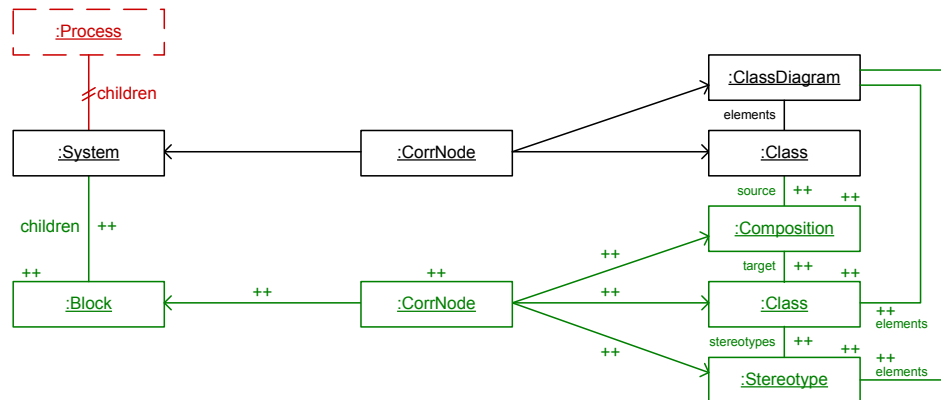 :Process
children
:ClassDiagram
elements
:System
:CorrNode
:Class
source ++ ++
children ++
:Composition
++
target ++
++ ++ ++
++
:Block
:CorrNode
++
:Class
++
elements
stereotypes ++
++
++ ++
elements
:Stereotype